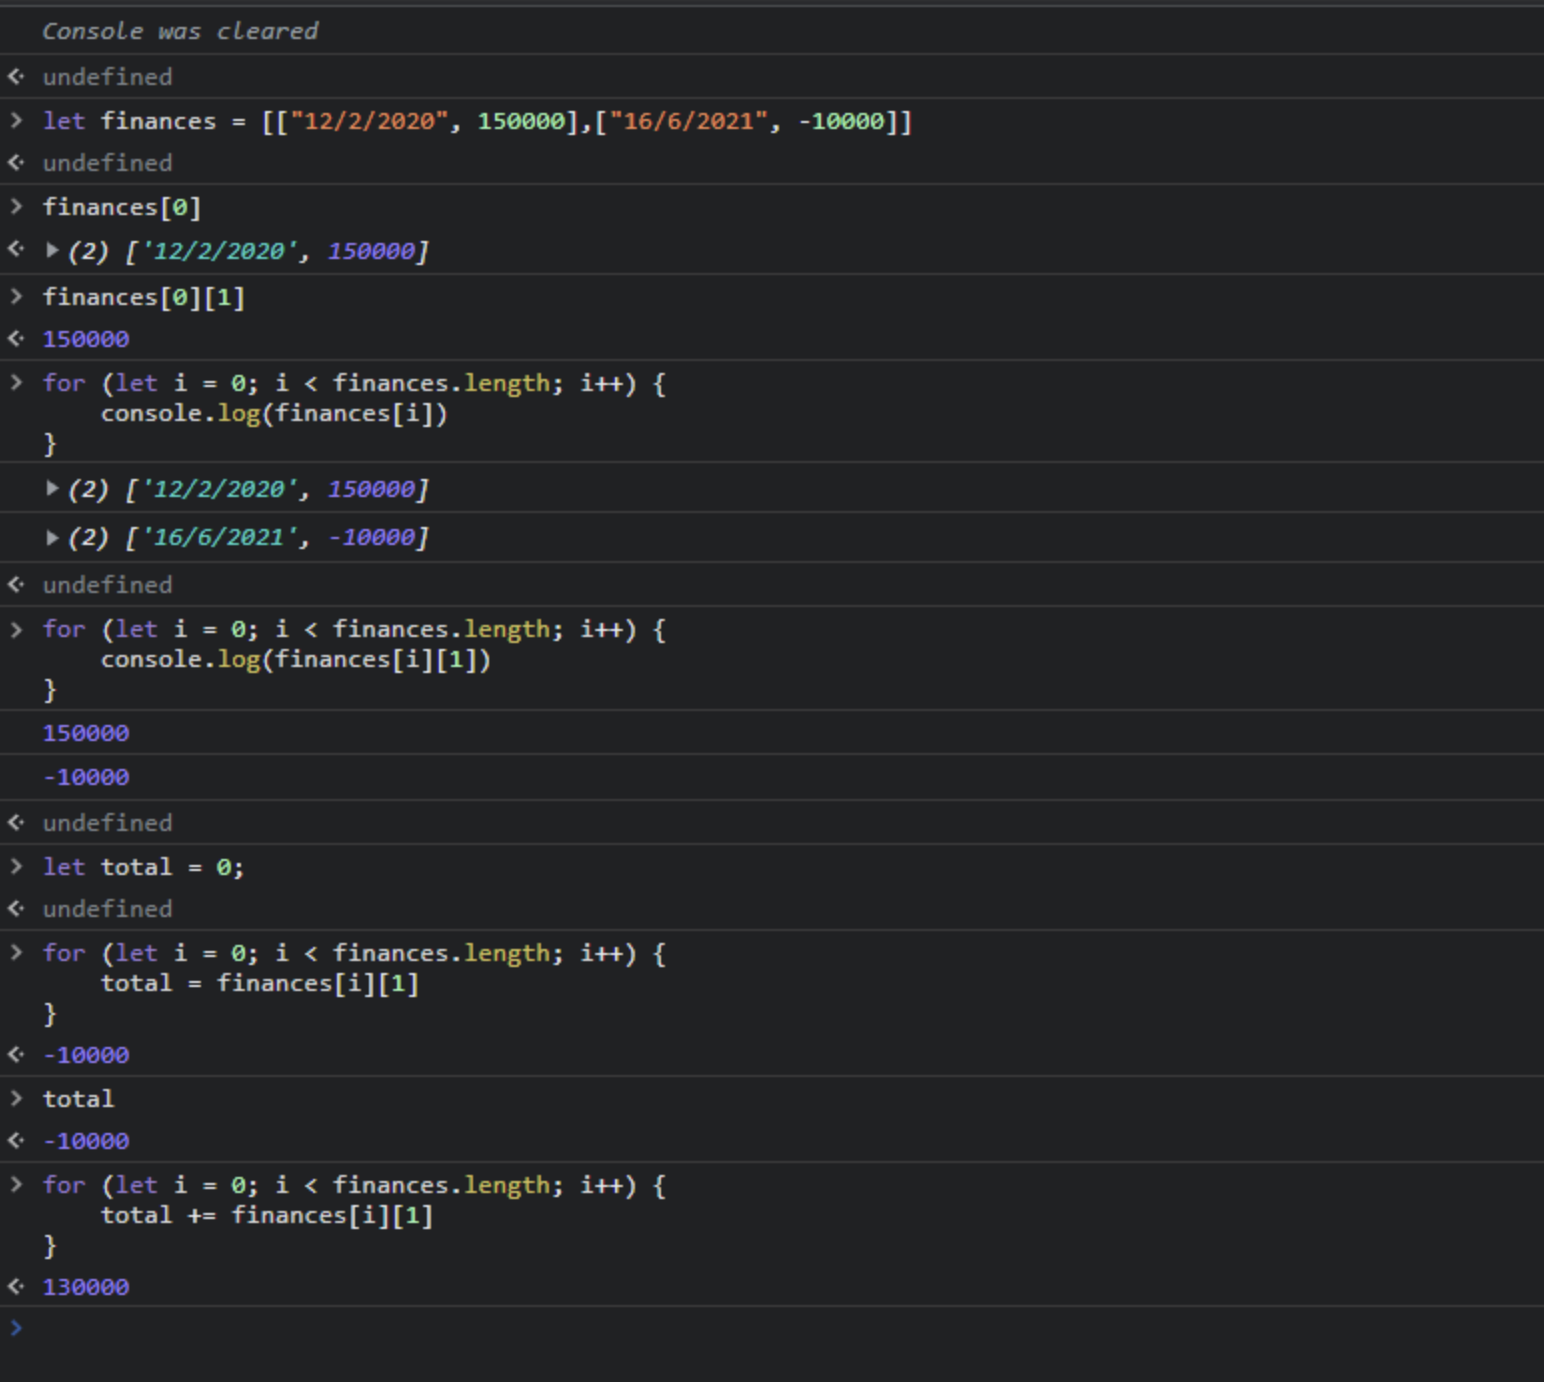 Console was cleared
undefined
let finances = [["12/2/2020", 150000],["16/6/2021", -10000]]
undefined
finances[0]
(2) ['12/2/2020', 150000]
finances[0][1]
150000
for (let i = 0; i < finances.length; i++) {
    console.log(finances[i])
}
(2) ['12/2/2020', 150000]
(2) ['16/6/2021', -10000]
undefined
for (let i = 0; i < finances.length; i++) {
    console.log(finances[i][1])
}
150000
-10000
undefined
let total = 0;
undefined
for (let i = 0; i < finances.length; i++) {
    total = finances[i][1]
}
-10000
total
-10000
for (let i = 0; i < finances.length; i++) {
    total += finances[i][1]
}
130000